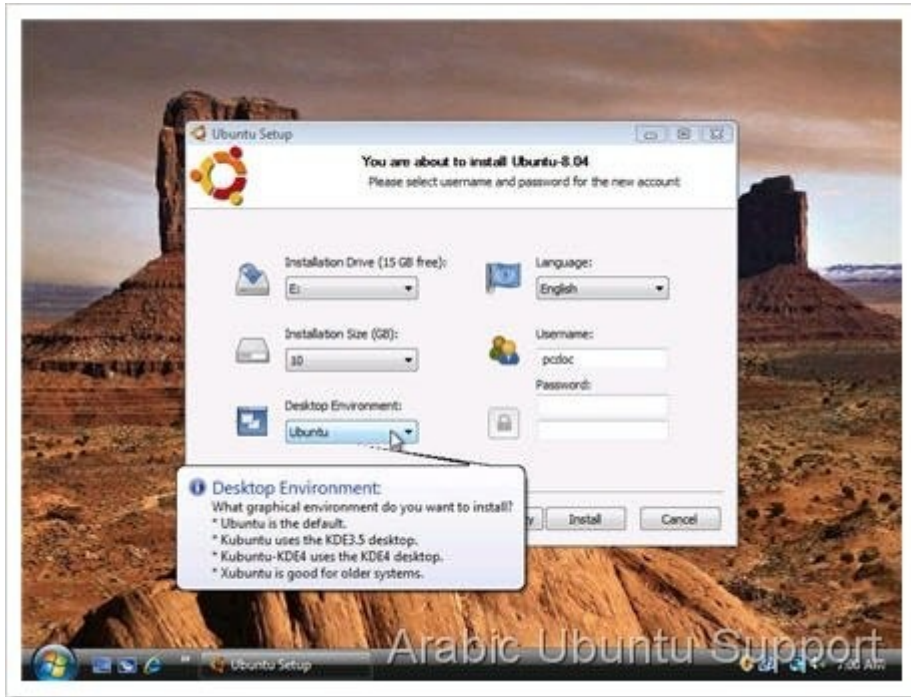 Ubuntu Setup
You are about to install Ubuntu-8.04
Please select username and password for the new account
Installation Drive (15 GB free):
E:
Language:
English
Installation Size (GB):
10
Username:
pcdoc
Password:
Desktop Environment:
Ubuntu
Desktop Environment:
What graphical environment do you want to install?
* Ubuntu is the default.
* Kubuntu uses the KDE3.5 desktop.
* Kubuntu-KDE4 uses the KDE4 desktop.
* Xubuntu is good for older systems.
Install
Cancel
Arabic Ubuntu Support
Ubuntu Setup
7:00 AM